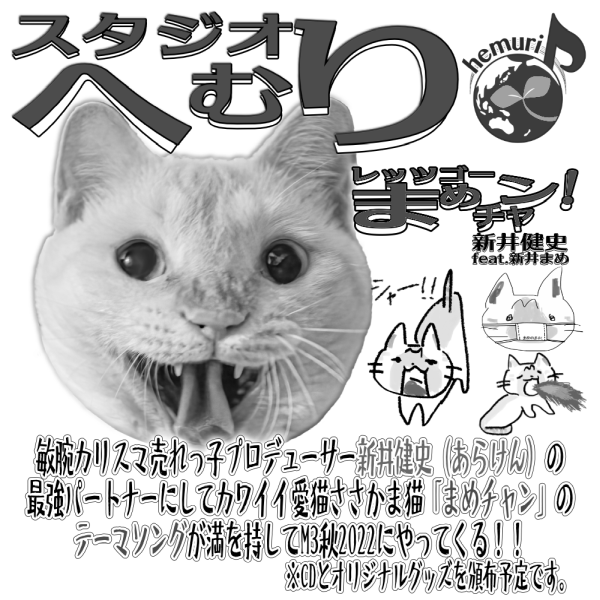 スタジオ
へむり
hemuri
レッツゴー
まめチャーン!
新井健史
feat.新井まめ
シャー!!
敏腕カリスマ売れっ子プロデューサー新井健史(あらけん)の
最強パートナーにしてカワイイ愛猫ささかま猫「まめチャン」の
テーマソングが満を持してM3秋2022にやってくる!!
※CDとオリジナルグッズを頒布予定です。